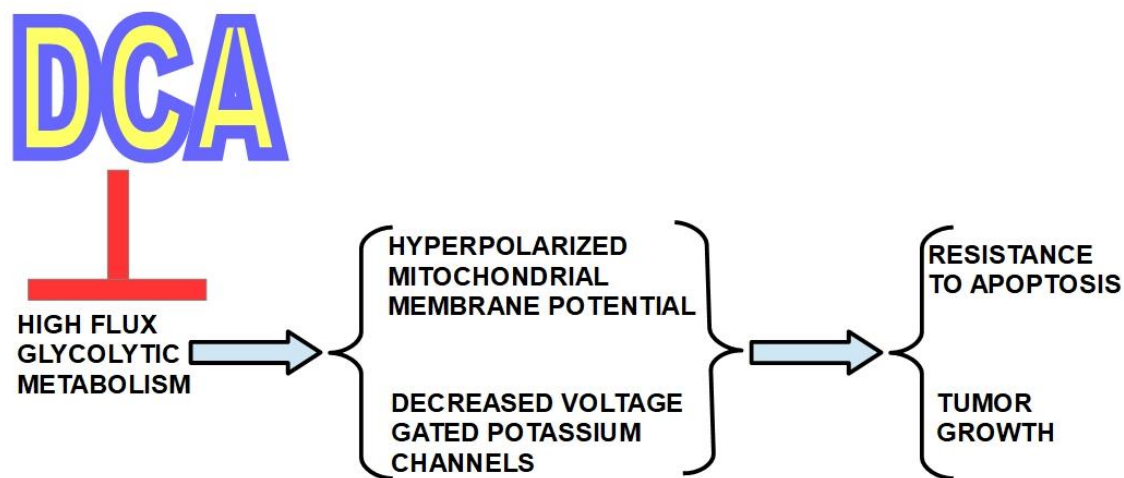 DCA
HIGH FLUX
GLYCOLYTIC
METABOLISM
HYPERPOLARIZED
MITOCHONDRIAL
MEMBRANE POTENTIAL
DECREASED VOLTAGE
GATED POTASSIUM
CHANNELS
RESISTANCE
TO APOPTOSIS
TUMOR
GROWTH